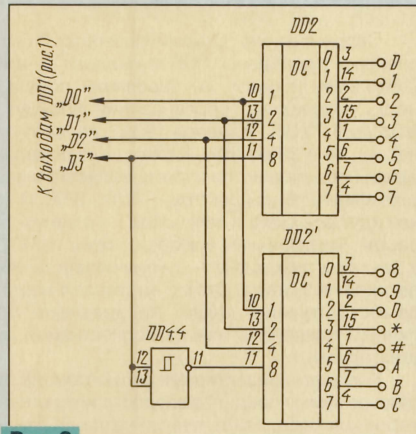 DD2
DC
К выходам DD1 (рис.1)
„D0" 10 1
„D1" 13 2
„D2" 12 4
„D3" 11 8
0 3 D
1 14 1
2 2 2
3 15 3
4 1 4
5 6 5
6 7 6
7 4 7
DD2'
DC
10 1
13 2
12 4
11 8
0 3 8
1 14 9
2 2 0
3 15 *
4 1 #
5 6 A
6 7 B
7 4 C
DD4.4
12
13
11